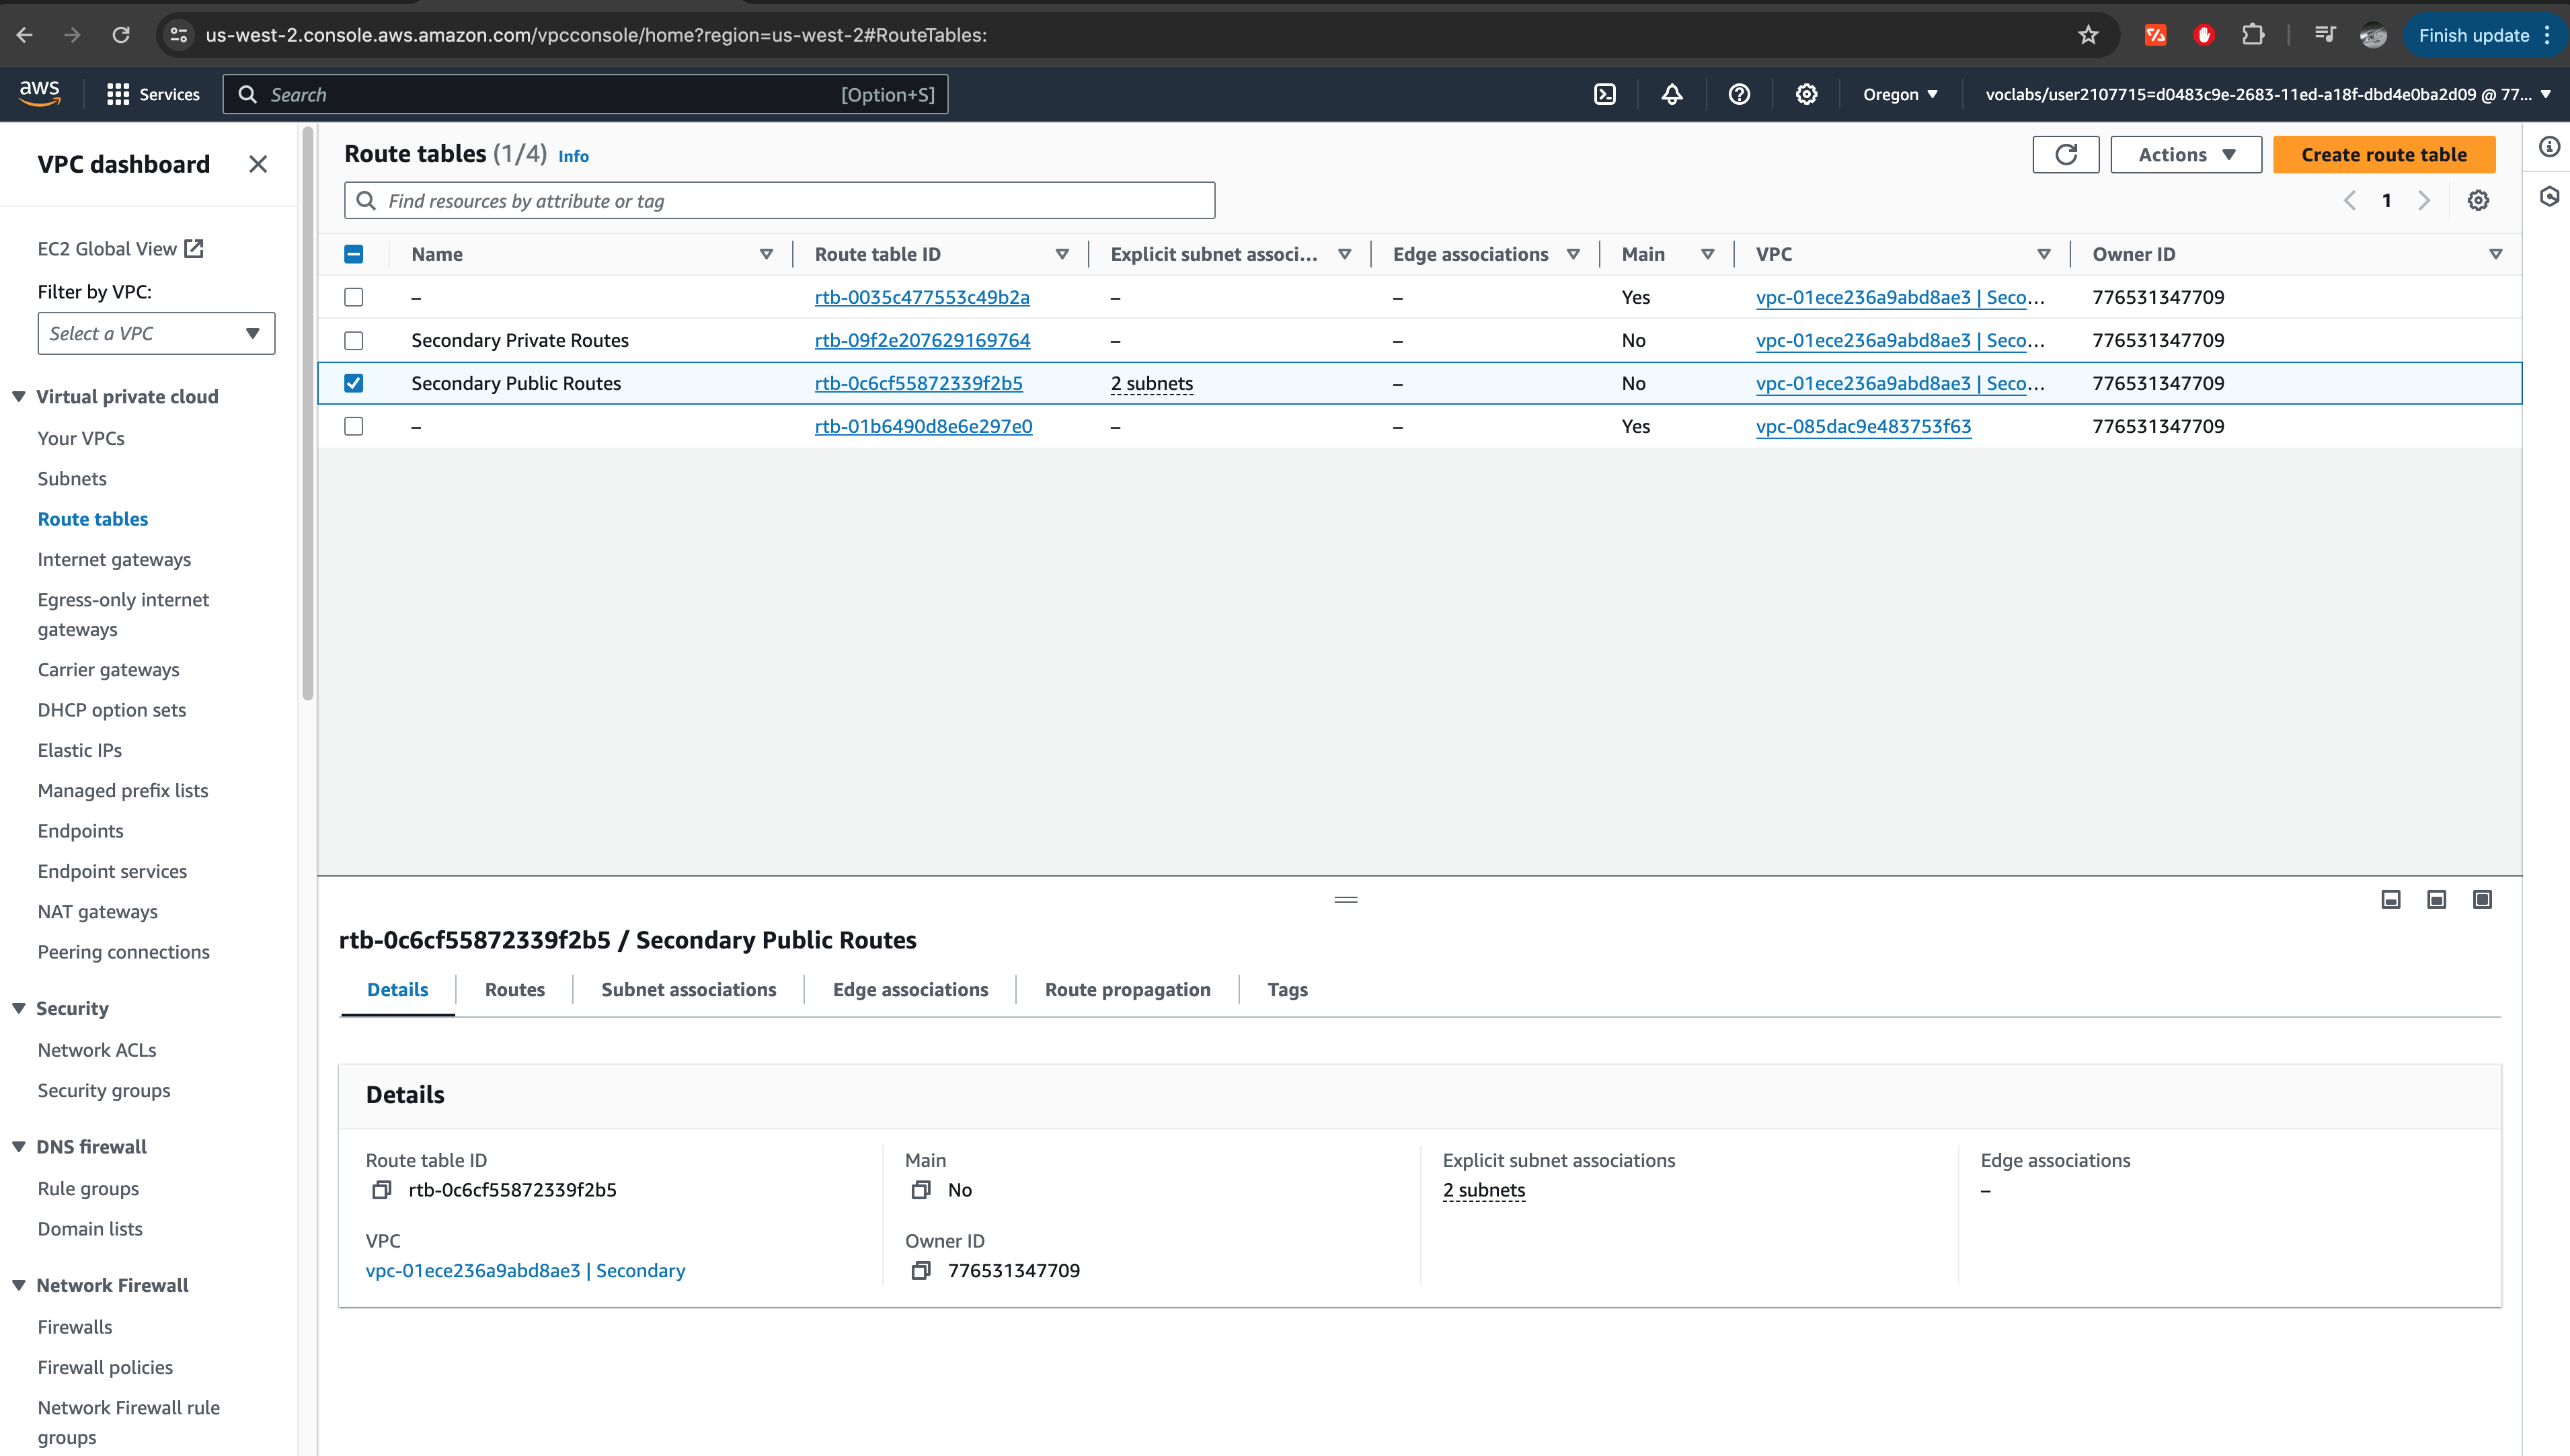 us-west-2.console.aws.amazon.com/vpcconsole/home?region=us-west-2#RouteTables:
Finish update
aws
Services
Search
[Option+S]
Oregon
voclabs/user2107715=d0483c9e-2683-11ed-a18f-dbd4e0ba2d09 @ 77...
VPC dashboard
EC2 Global View
Filter by VPC:
Select a VPC
Virtual private cloud
Your VPCs
Subnets
Route tables
Internet gateways
Egress-only internet
gateways
Carrier gateways
DHCP option sets
Elastic IPs
Managed prefix lists
Endpoints
Endpoint services
NAT gateways
Peering connections
Security
Network ACLs
Security groups
DNS firewall
Rule groups
Domain lists
Network Firewall
Firewalls
Firewall policies
Network Firewall rule
groups
Route tables (1/4) Info
Actions
Create route table
Find resources by attribute or tag
1
Name Route table ID Explicit subnet associ... Edge associations Main VPC Owner ID
– rtb-0035c477553c49b2a – – Yes vpc-01ece236a9abd8ae3 | Seco... 776531347709
Secondary Private Routes rtb-09f2e207629169764 – – No vpc-01ece236a9abd8ae3 | Seco... 776531347709
Secondary Public Routes rtb-0c6cf55872339f2b5 2 subnets – No vpc-01ece236a9abd8ae3 | Seco... 776531347709
– rtb-01b6490d8e6e297e0 – – Yes vpc-085dac9e483753f63 776531347709
rtb-0c6cf55872339f2b5 / Secondary Public Routes
Details Routes Subnet associations Edge associations Route propagation Tags
Details
Route table ID
rtb-0c6cf55872339f2b5
Main
No
Explicit subnet associations
2 subnets
Edge associations
–
VPC
vpc-01ece236a9abd8ae3 | Secondary
Owner ID
776531347709